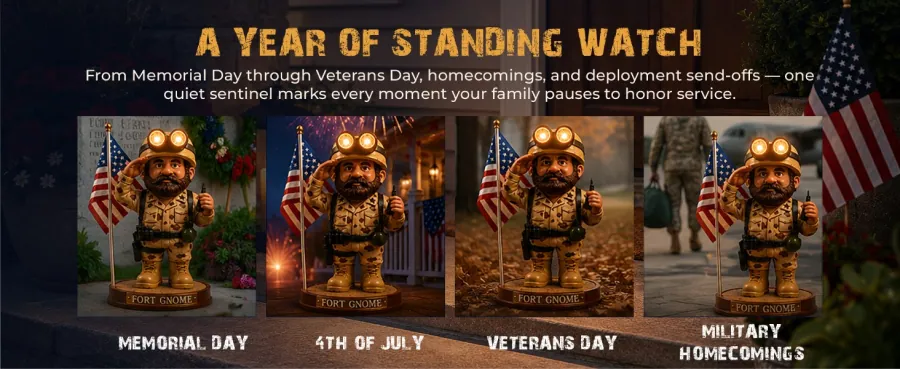 A YEAR OF STANDING WATCH
From Memorial Day through Veterans Day, homecomings, and deployment send-offs — one
quiet sentinel marks every moment your family pauses to honor service.
FORT GNOME
FORT GNOME
FORT GNOME
FORT GNOME
MEMORIAL DAY
4TH OF JULY
VETERANS DAY
MILITARY
HOMECOMINGS